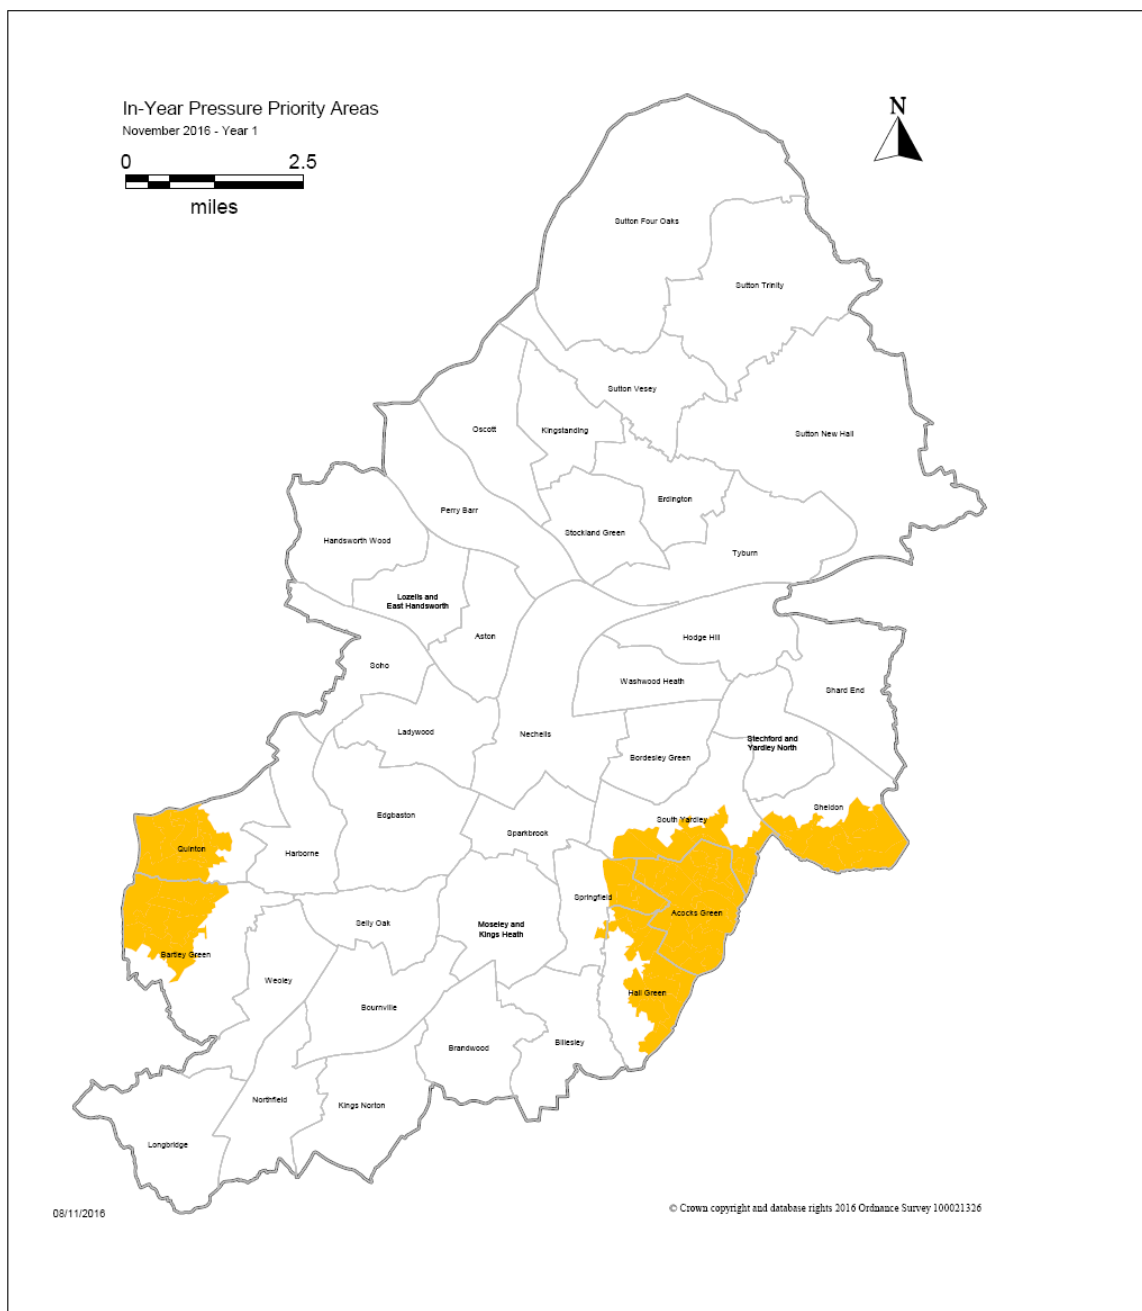 In-Year Pressure Priority Areas
November 2016 - Year 1
0 2.5
miles
N
Sutton Four Oaks
Sutton Trinity
Sutton Vesey
Oscott
Kingstanding
Sutton New Hall
Erdington
Perry Barr
Stockland Green
Handsworth Wood
Tyburn
Lozells and
East Handsworth
Aston
Hodge Hill
Soho
Washwood Heath
Shard End
Ladywood
Nechells
Stechford and
Yardley North
Bordesley Green
Sheldon
Edgbaston
South Yardley
Sparkbrook
Quinton
Harborne
Springfield
Acocks Green
Selly Oak
Moseley and
Kings Heath
Bartley Green
Weoley
Hall Green
Bournville
Brandwood
Billesley
Northfield
Kings Norton
Longbridge
08/11/2016
© Crown copyright and database rights 2016 Ordnance Survey 100021326